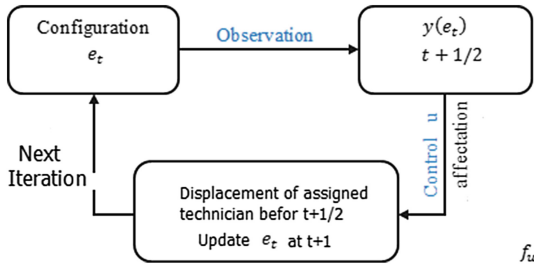 Configuration
e_t
Observation
y(e_t)
t + 1/2
Control u
affectation
Displacement of assigned
technician befor t+1/2
Update e_t at t+1
Next
Iteration
f_u